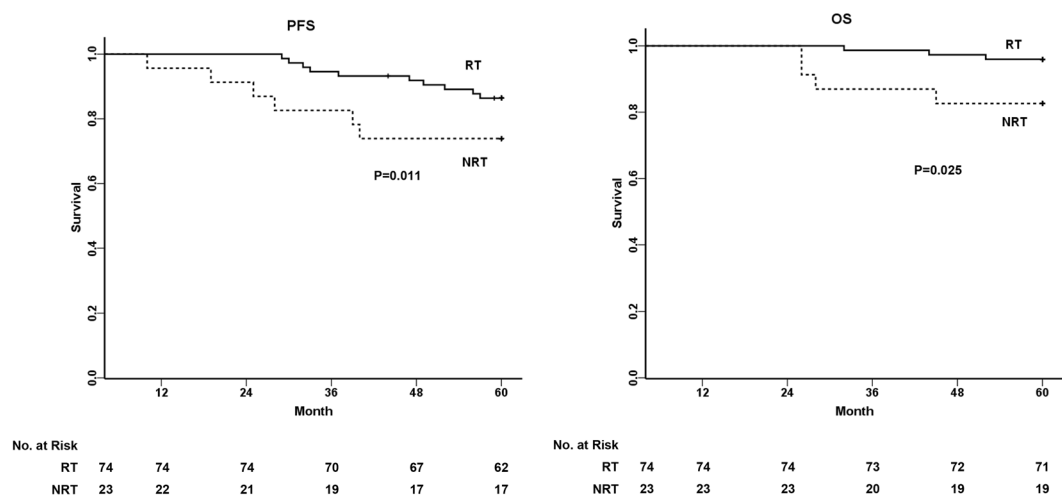 PFS
1.0
0.8
0.6
0.4
0.2
0.0
Survival
RT
NRT
P=0.011
12 24 36 48 60
Month
No. at Risk
RT 74 74 74 70 67 62
NRT 23 22 21 19 17 17
OS
1.0
0.8
0.6
0.4
0.2
0.0
Survival
RT
NRT
P=0.025
12 24 36 48 60
Month
No. at Risk
RT 74 74 74 73 72 71
NRT 23 23 23 20 19 19